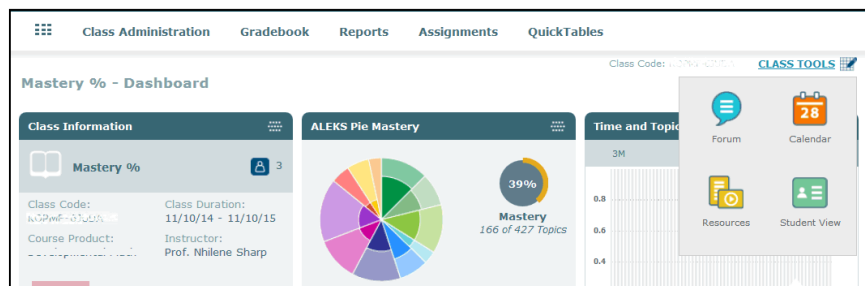 Class Administration Gradebook Reports Assignments QuickTables
Class Code:
CLASS TOOLS
Mastery % - Dashboard
Class Information
Mastery %
3
Class Code:
Class Duration:
11/10/14 - 11/10/15
Course Product:
Instructor:
Prof. Nhilene Sharp
ALEKS Pie Mastery
39%
Mastery
166 of 427 Topics
Time and Topic
3M
0.8
0.6
0.4
Forum
28
Calendar
Resources
Student View